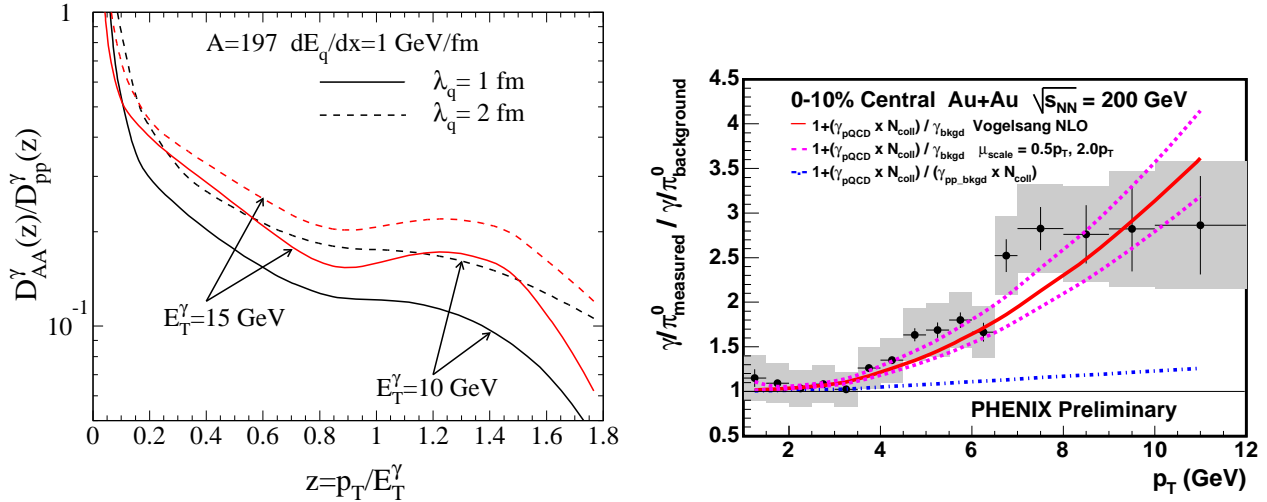 A=197 dE_q/dx=1 GeV/fm
λ_q= 1 fm
λ_q= 2 fm
E_T^γ=15 GeV
E_T^γ=10 GeV
D_AA^γ(z)/D_pp^γ(z)
1
10^-1
0 0.2 0.4 0.6 0.8 1 1.2 1.4 1.6 1.8
z=p_T/E_T^γ
0-10% Central Au+Au √s_NN = 200 GeV
1+(γ_pQCD x N_coll) / γ_bkgd Vogelsang NLO
1+(γ_pQCD x N_coll) / γ_bkgd μ_scale = 0.5p_T, 2.0p_T
1+(γ_pQCD x N_coll) / (γ_pp_bkgd x N_coll)
γ/π^0_measured / γ/π^0_background
4.5
4
3.5
3
2.5
2
1.5
1
0.5
PHENIX Preliminary
2 4 6 8 10 12
p_T (GeV)